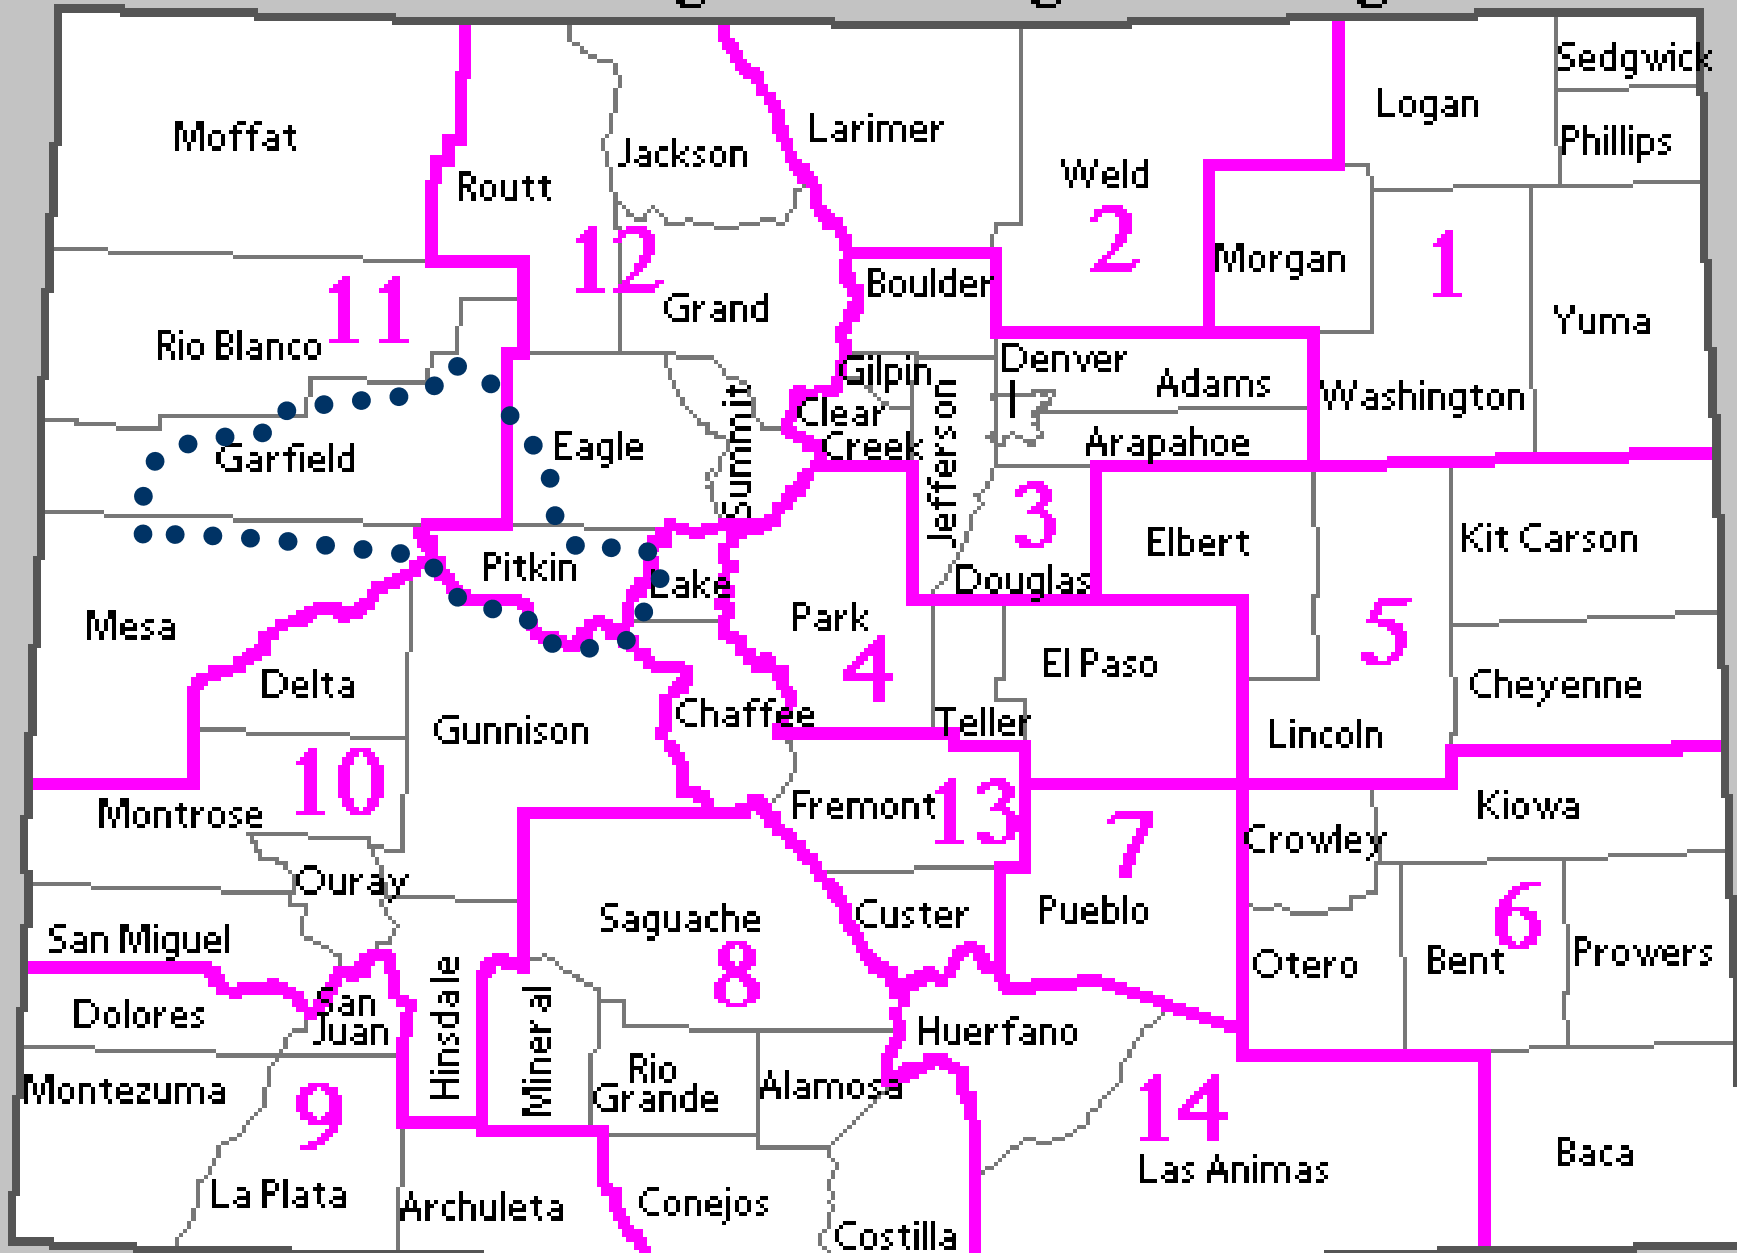 Sedgwick
Logan
Moffat
Larimer
Phillips
Jackson
Weld
Routt
2
12
1
Morgan
11
Boulder
Grand
Yuma
Rio Blanco
Denver
Gilpin
Adams
Washington
Clear
Creek
Summit
Jefferson
Arapahoe
Eagle
Garfield
3
Elbert
Kit Carson
Pitkin
Lake
Douglas
Mesa
Park
5
4
El Paso
Delta
Cheyenne
Chaffee
Teller
Gunnison
Lincoln
10
Montrose
Fremont
13
7
Kiowa
Crowley
Ouray
Saguache
Custer
Pueblo
6
San Miguel
8
Otero
Bent
Prowers
Dolores
San
Juan
Hinsdale
Mineral
Huerfano
Montezuma
Rio
Grande
Alamosa
9
14
La Plata
Archuleta
Conejos
Las Animas
Baca
Costilla